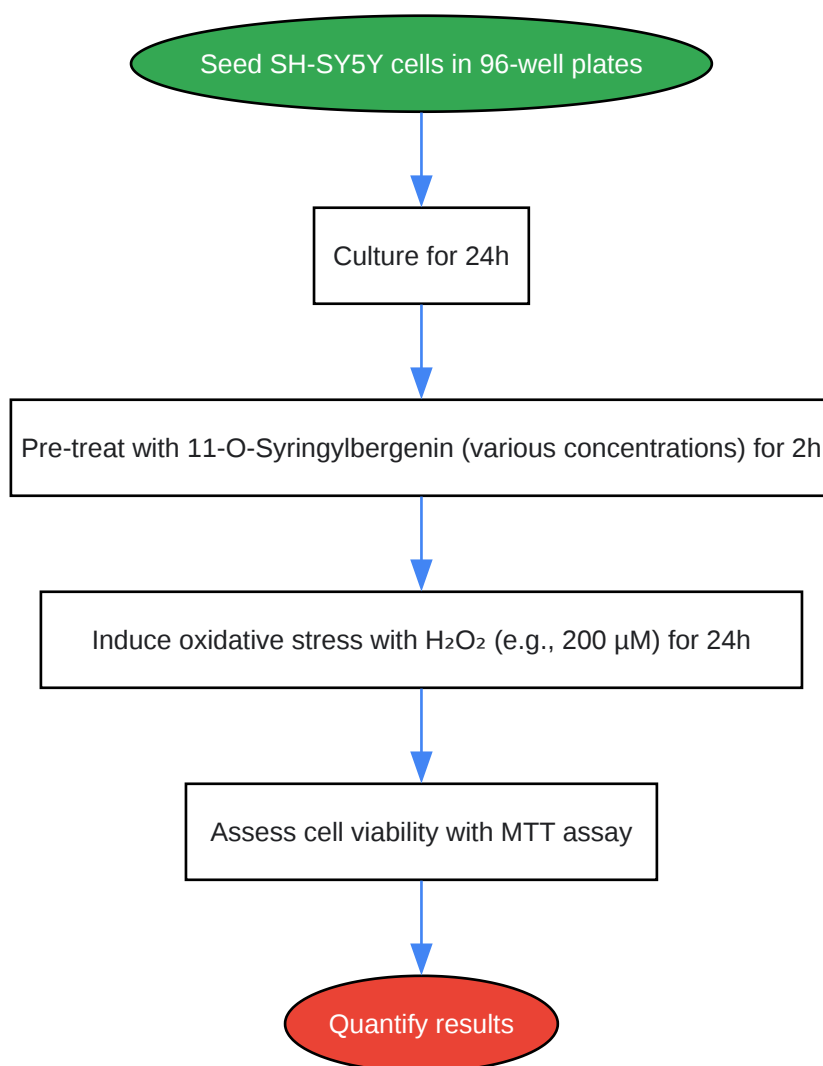 Seed SH-SY5Y cells in 96-well plates
Culture for 24h
Pre-treat with 11-O-Syringylbergenin (various concentrations) for 2h
Induce oxidative stress with H₂O₂ (e.g., 200 µM) for 24h
Assess cell viability with MTT assay
Quantify results